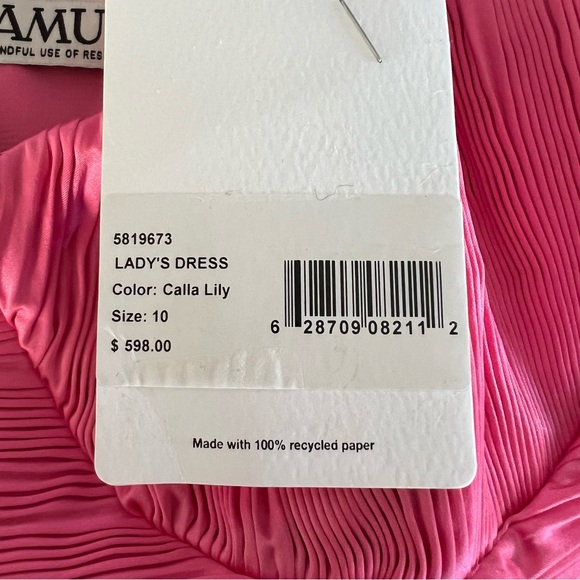 AMU
NDFUL USE OF RES
5819673
LADY'S DRESS
Color: Calla Lily
Size: 10
$ 598.00
6 28709 08211 2
Made with 100% recycled paper